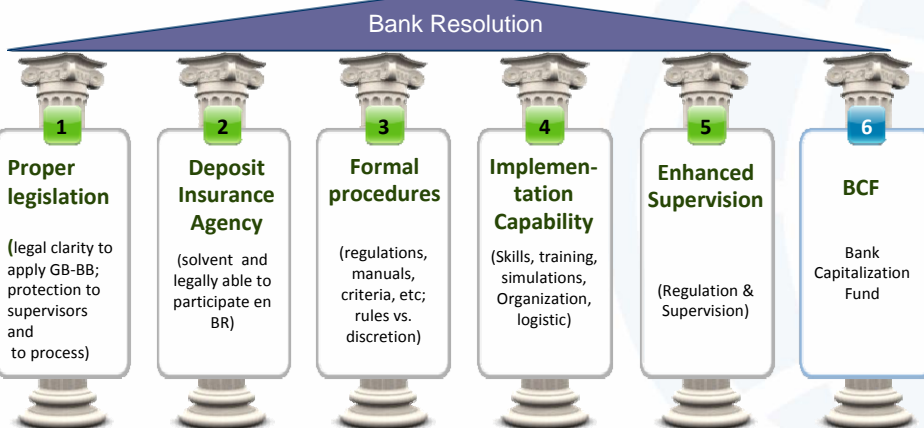 Bank Resolution
1
Proper
legislation
(legal clarity to
apply GB-BB;
protection to
supervisors
and
to process)
2
Deposit
Insurance
Agency
(solvent and
legally able to
participate en
BR)
3
Formal
procedures
(regulations,
manuals,
criteria, etc;
rules vs.
discretion)
4
Implemen-
tation
Capability
(Skills, training,
simulations,
Organization,
logistic)
5
Enhanced
Supervision
(Regulation &
Supervision)
6
BCF
Bank
Capitalization
Fund